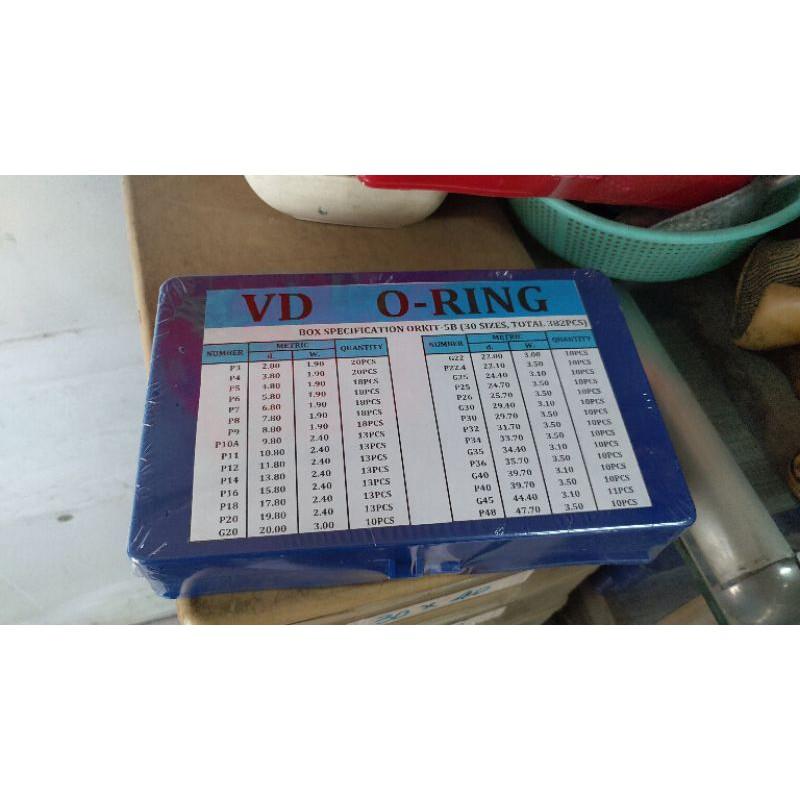 VD O-RING
BOX SPECIFICATION ORKIT-5B (30 SIZES, TOTAL 382PCS)
NUMBER METRIC QUANTITY
d. W.
P3 2.80 1.90 20PCS
P4 3.80 1.90 20PCS
P5 4.80 1.90 18PCS
P6 5.80 1.90 18PCS
P7 6.80 1.90 18PCS
P8 7.80 1.90 18PCS
P9 8.80 1.90 18PCS
P10A 9.80 2.40 13PCS
P11 10.80 2.40 13PCS
P12 11.80 2.40 13PCS
P14 13.80 2.40 13PCS
P16 15.80 2.40 13PCS
P18 17.80 2.40 13PCS
P20 19.80 2.40 13PCS
G20 20.00 3.00 10PCS
NUMBER METRIC QUANTITY
d. W.
G22 22.00 3.00 10PCS
P22.4 22.10 3.50 10PCS
G25 24.40 3.10 10PCS
P25 24.70 3.50 10PCS
P26 25.70 3.50 10PCS
G30 29.40 3.10 10PCS
P30 29.70 3.50 10PCS
P32 31.70 3.50 10PCS
P34 33.70 3.50 10PCS
G35 34.40 3.10 10PCS
P36 35.70 3.50 10PCS
G40 39.70 3.10 10PCS
P40 39.70 3.50 10PCS
G45 44.40 3.10 11PCS
P48 47.70 3.50 10PCS
30 x 40